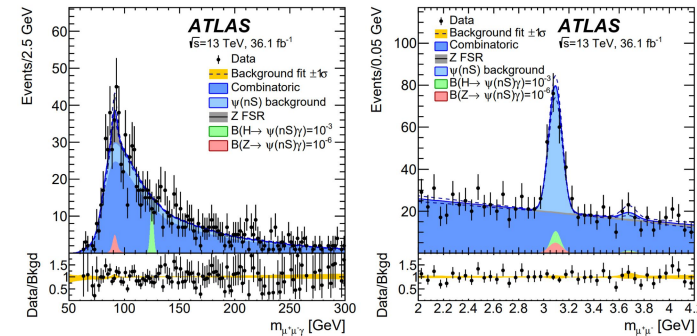 Events/2.5 GeV
60
50
40
30
20
10
ATLAS
√s=13 TeV, 36.1 fb⁻¹
Data
Background fit ±1σ
Combinatoric
ψ(nS) background
Z FSR
B(H→ ψ(nS)γ)=10⁻³
B(Z→ ψ(nS)γ)=10⁻⁶
Data/Bkgd
1.5
1.0
0.5
50 100 150 200 250 300
m_μ⁺μ⁻γ [GeV]
Events/0.05 GeV
100
80
60
40
20
Data
Background fit ±1σ
Combinatoric
Z FSR
ψ(nS) background
B(H→ ψ(nS)γ)=10⁻³
B(Z→ ψ(nS)γ)=10⁻⁶
ATLAS
√s=13 TeV, 36.1 fb⁻¹
Data/Bkgd
1.5
1.0
0.5
2 2.2 2.4 2.6 2.8 3 3.2 3.4 3.6 3.8 4
m_μ⁺μ⁻ [GeV]